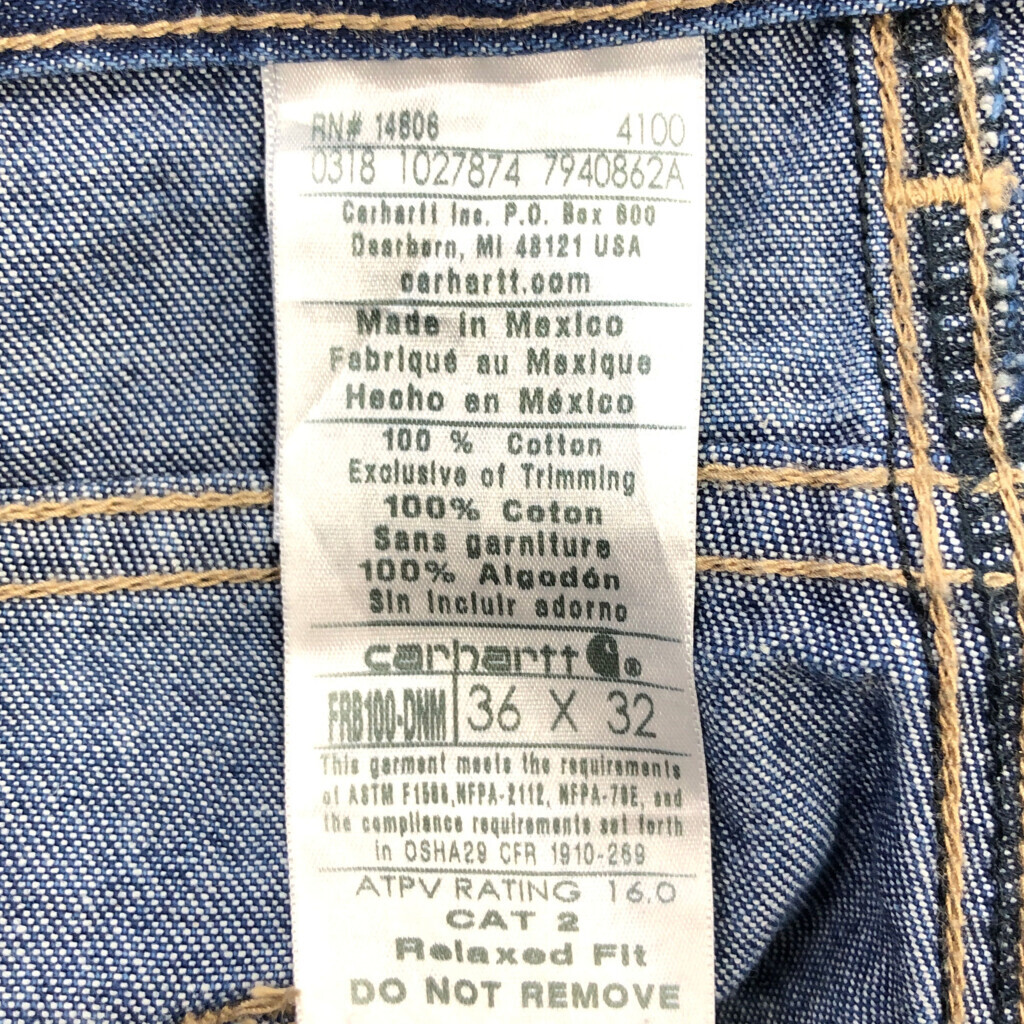 RN# 14806 4100
0318 1027874 7940862A
Carhartt Inc. P.O. Box 600
Dearborn, MI 48121 USA
carhartt.com
Made in Mexico
Fabriqué au Mexique
Hecho en México
100 % Cotton
Exclusive of Trimming
100% Coton
Sans garniture
100% Algodón
Sin Incluir adorno
carhartt ®
FRB100-DNM 36 X 32
This garment meets the requirements
of ASTM F1506,NFPA-2112, NFPA-70E, and
the compliance requirements set forth
in OSHA29 CFR 1910-269
ATPV RATING 16.0
CAT 2
Relaxed Fit
DO NOT REMOVE